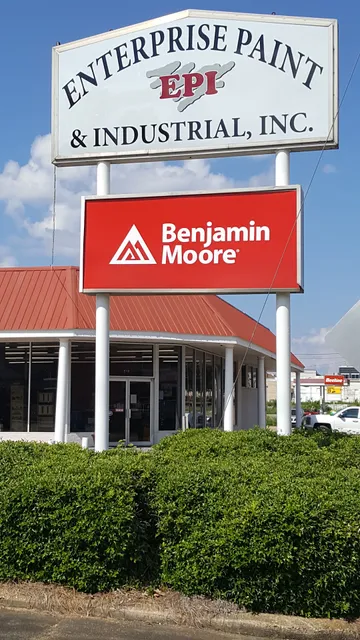 ENTERPRISE PAINT
EPI
& INDUSTRIAL, INC.
Benjamin
Moore